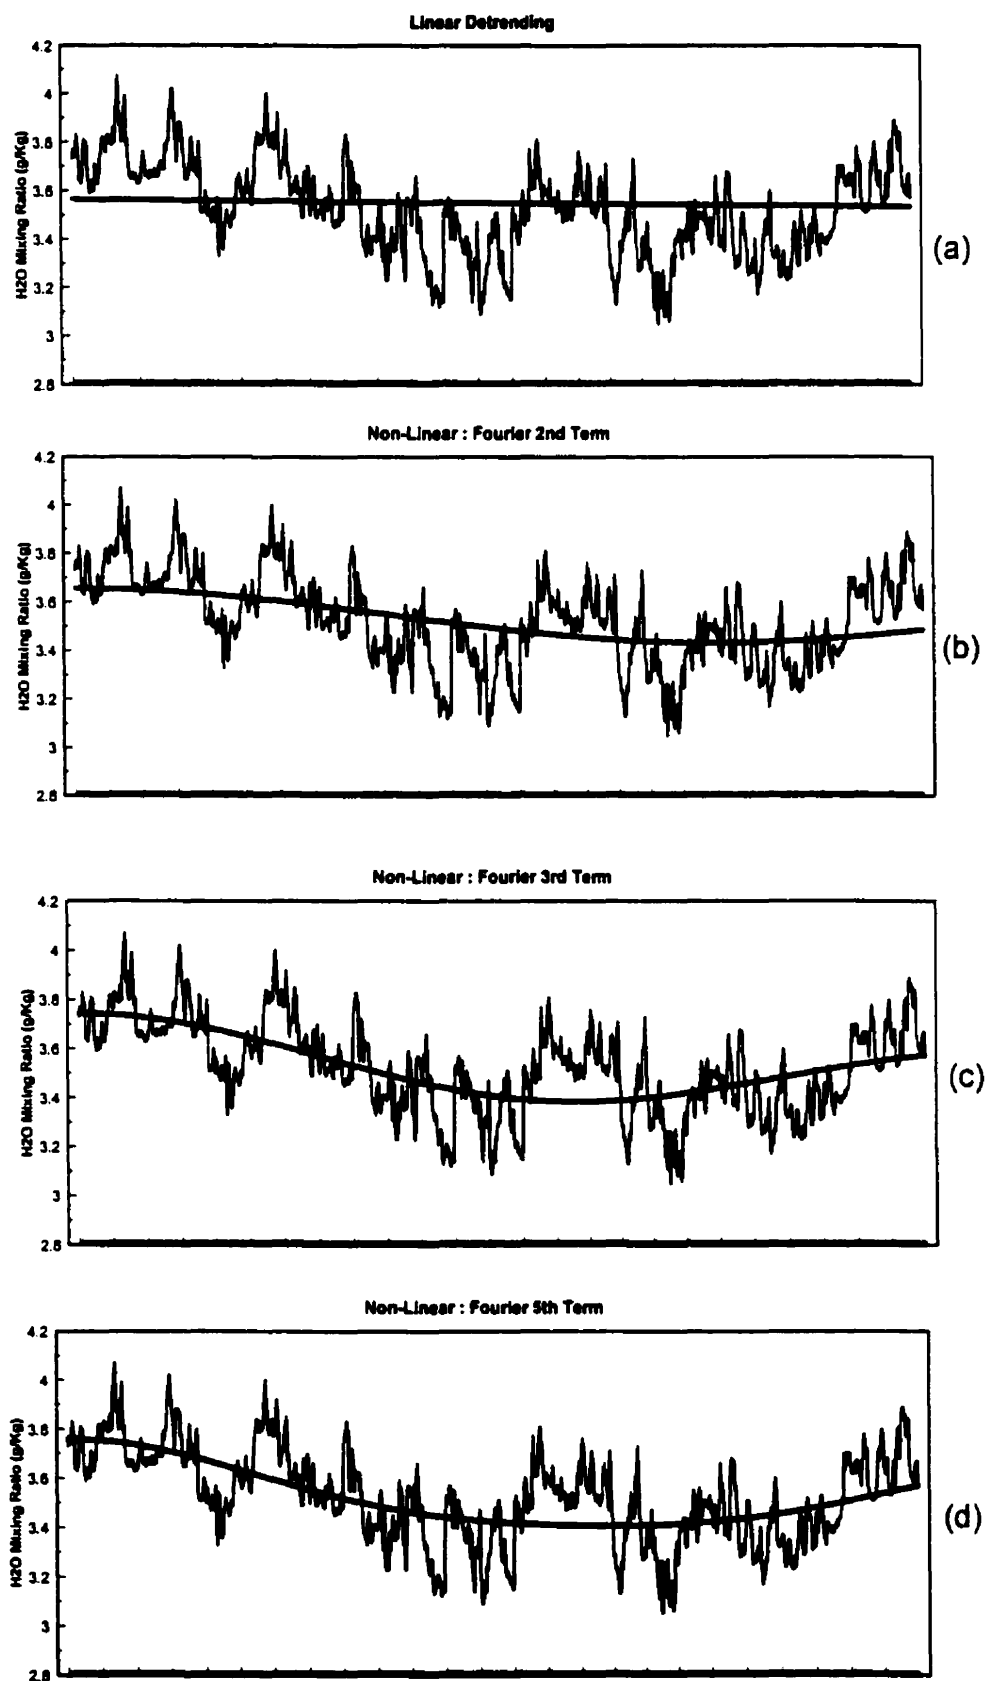 Linear Detrending
4.2
4
3.8
3.6
3.4
3.2
3
2.8
H2O Mixing Ratio (g/Kg)
(a)
Non-Linear : Fourier 2nd Term
4.2
4
3.8
3.6
3.4
3.2
3
2.8
H2O Mixing Ratio (g/Kg)
(b)
Non-Linear : Fourier 3rd Term
4.2
4
3.8
3.6
3.4
3.2
3
2.8
H2O Mixing Ratio (g/Kg)
(c)
Non-Linear : Fourier 5th Term
4.2
4
3.8
3.6
3.4
3.2
3
2.8
H2O Mixing Ratio (g/Kg)
(d)